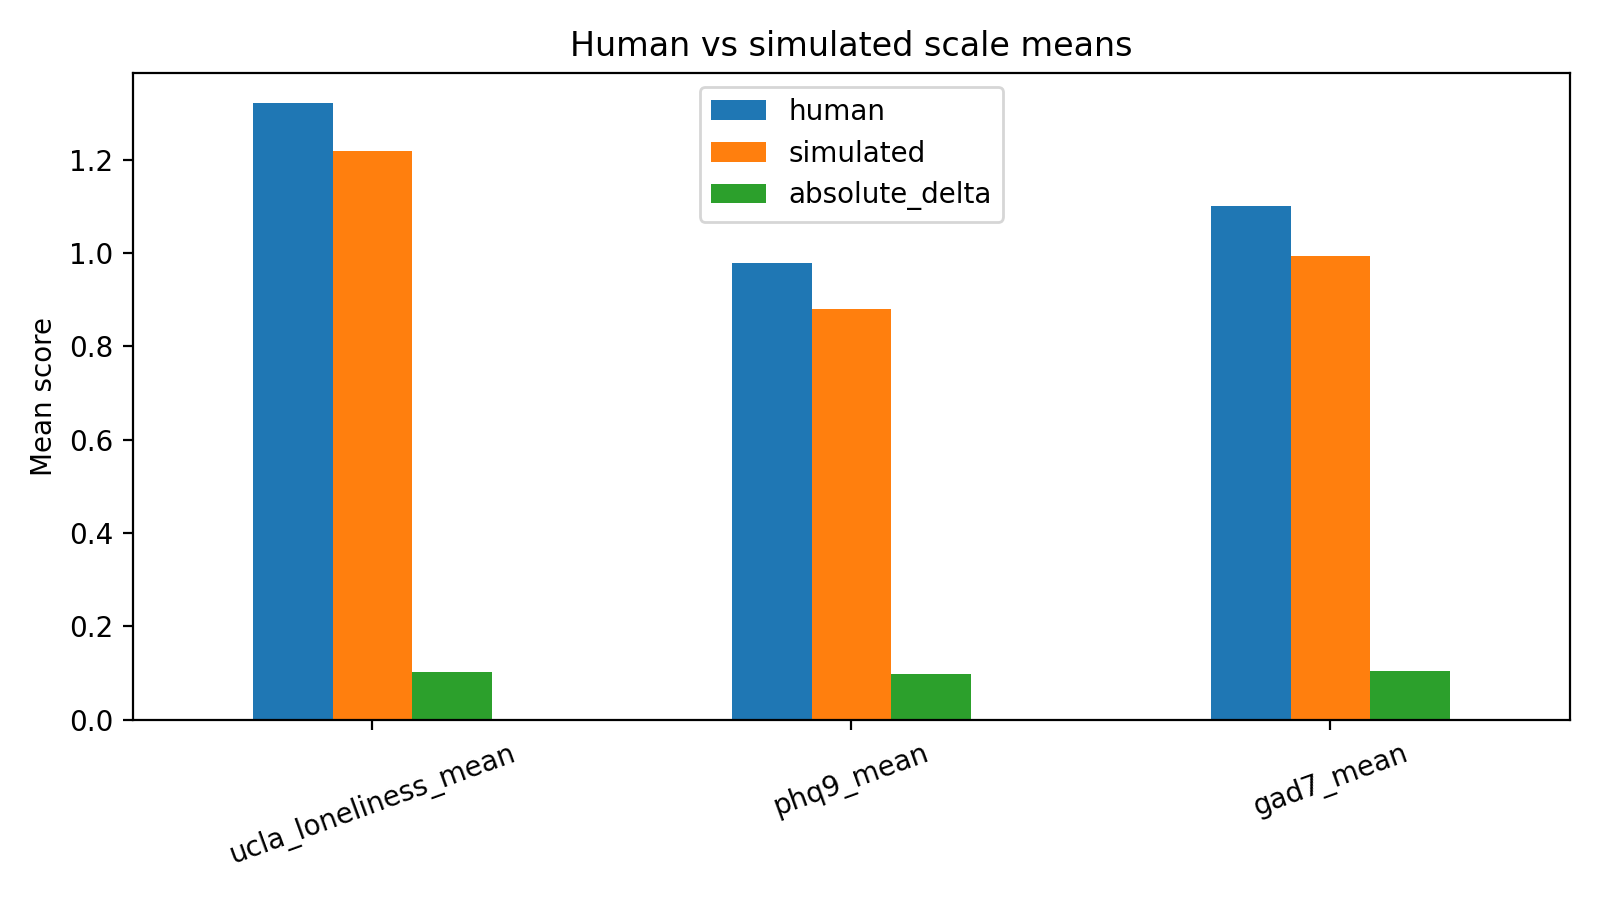 Human vs simulated scale means
human
simulated
absolute_delta
Mean score
1.2
1.0
0.8
0.6
0.4
0.2
0.0
ucla_loneliness_mean
phq9_mean
gad7_mean